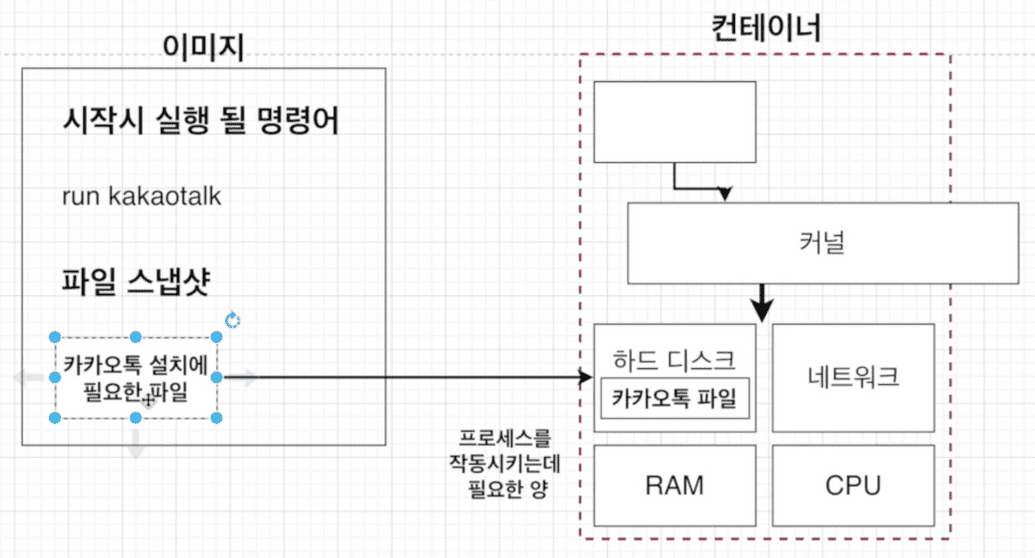 이미지
시작시 실행 될 명령어
run kakaotalk
파일 스냅샷
카카오톡 설치에
필요한 파일
컨테이너
커널
하드 디스크
카카오톡 파일
네트워크
프로세스를
작동시키는데
필요한 양
RAM
CPU